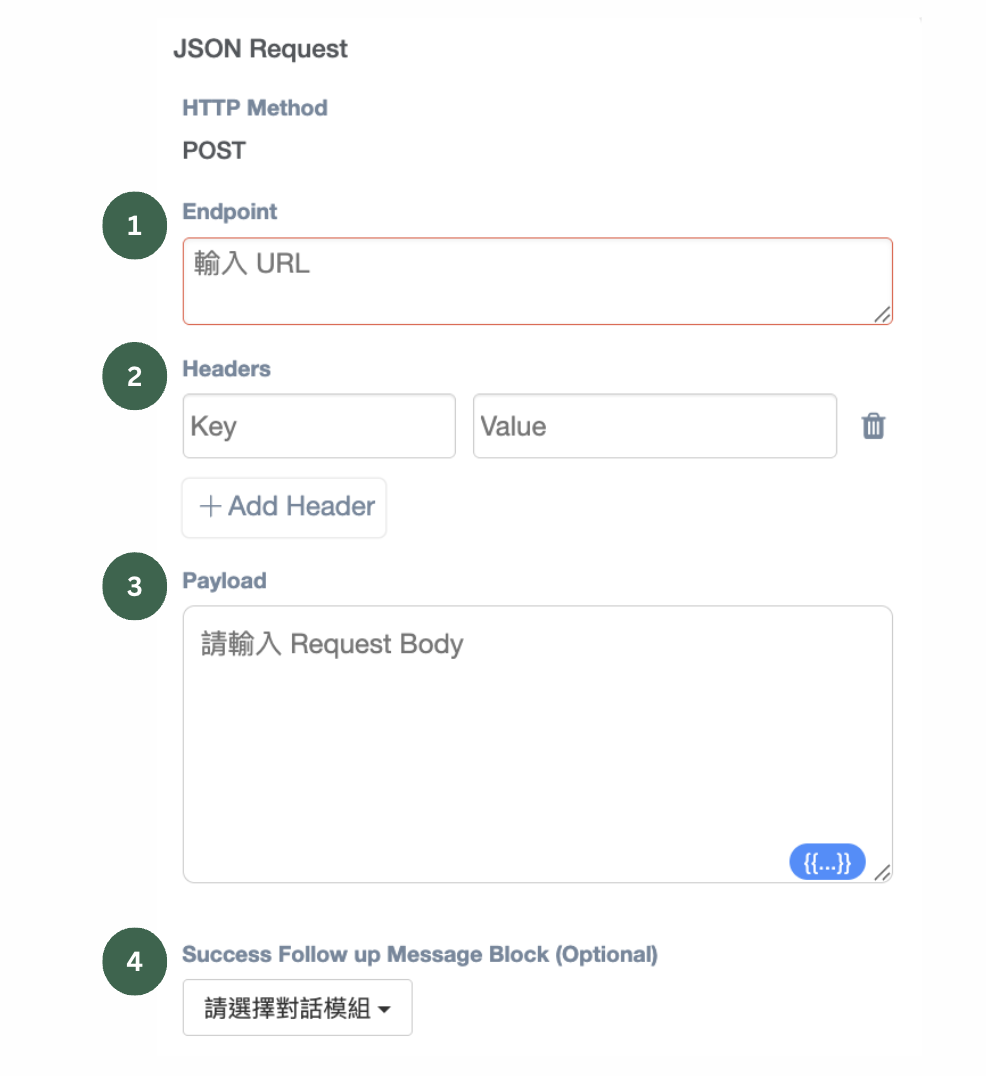 JSON Request
HTTP Method
POST
1
Endpoint
輸入 URL
2
Headers
Key
Value
+ Add Header
3
Payload
請輸入 Request Body
{{...}}
4
Success Follow up Message Block (Optional)
請選擇對話模組